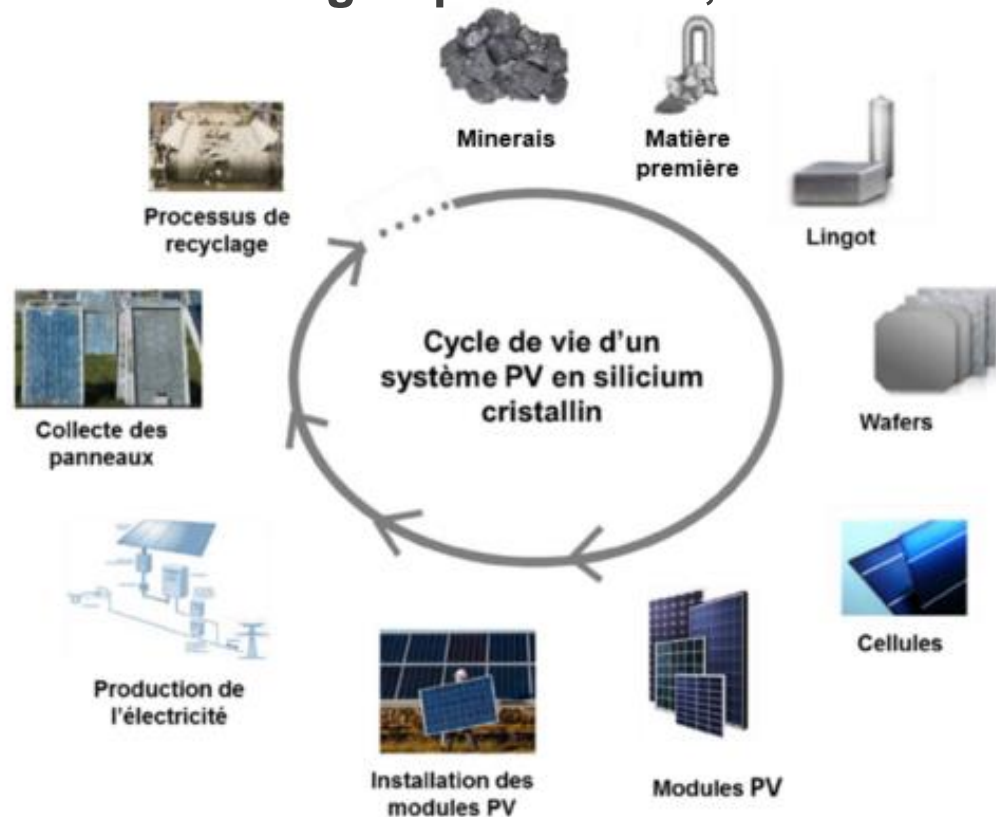 Minerais
Matière
première
Lingot
Wafers
Cellules
Modules PV
Installation des
modules PV
Production de
l'électricité
Collecte des
panneaux
Processus de
recyclage
Cycle de vie d'un
système PV en silicium
cristallin